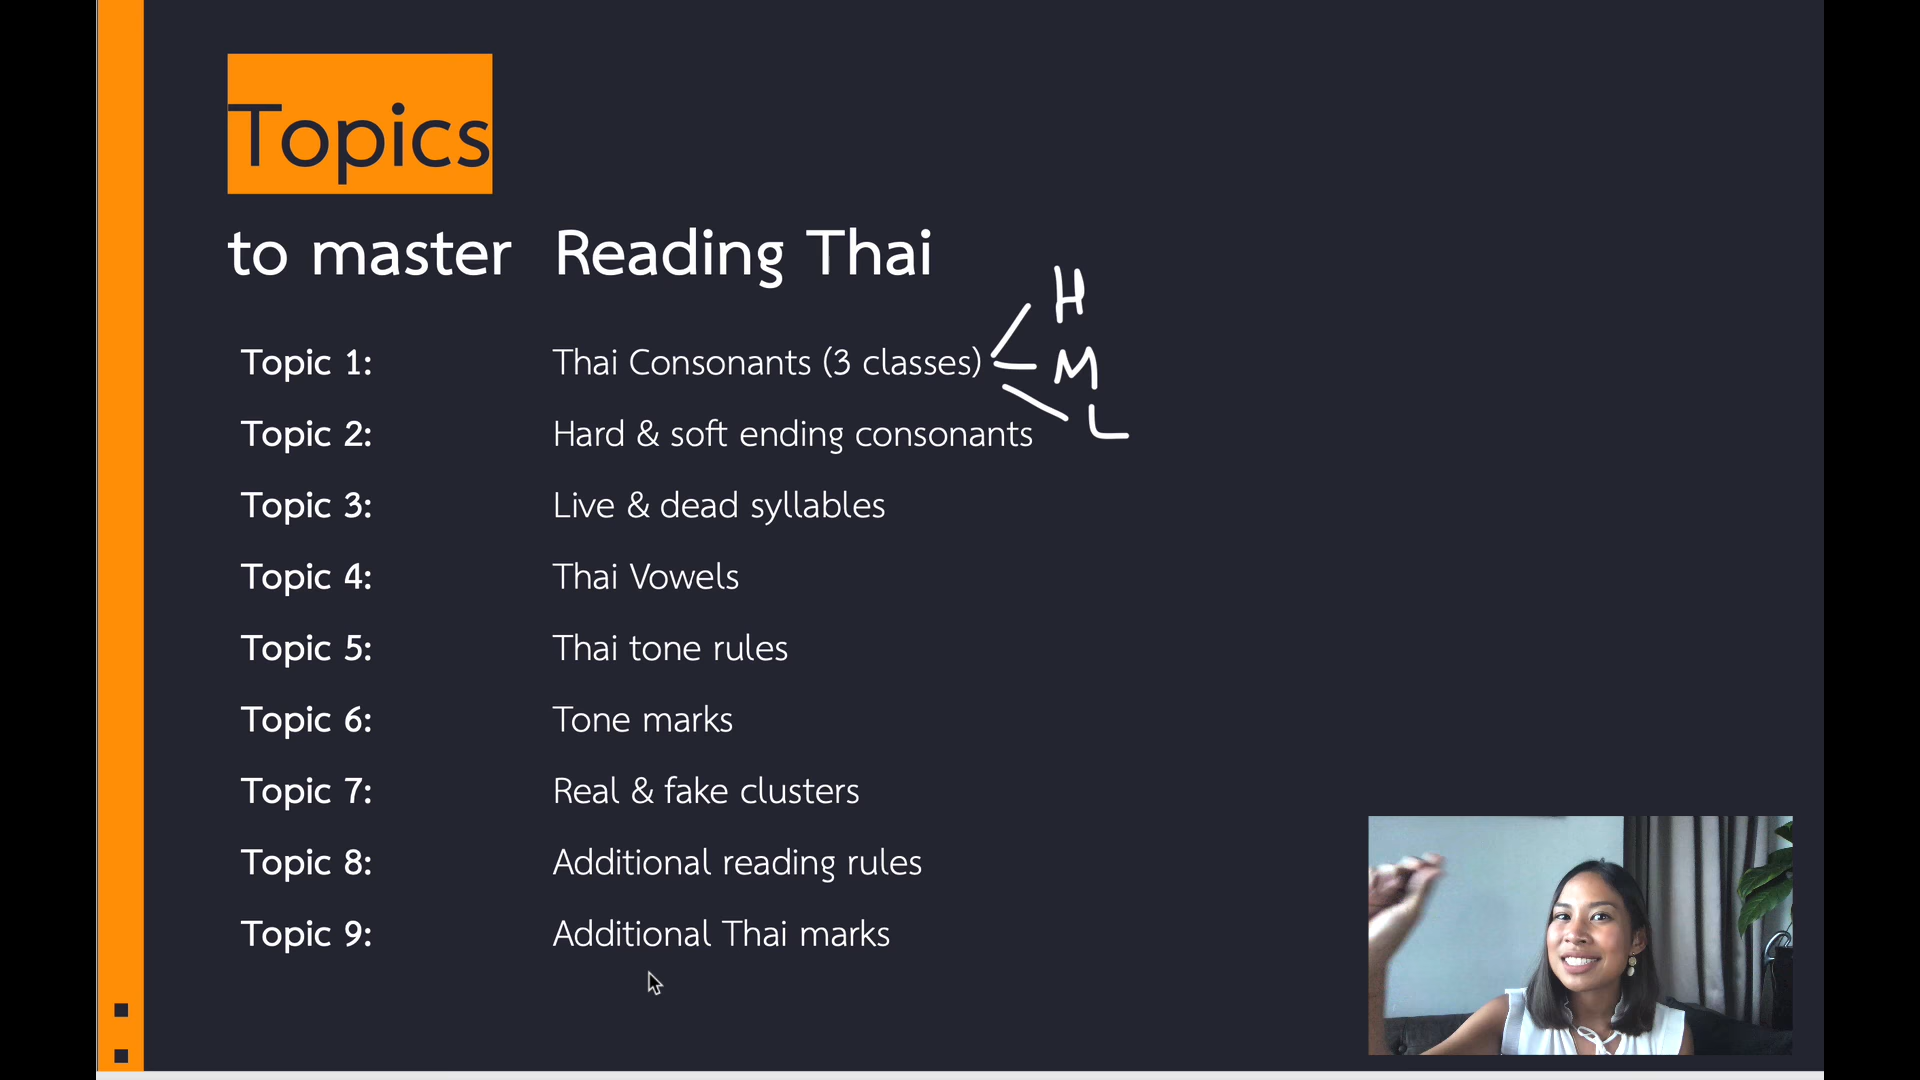 Topics
to master Reading Thai
H
Topic 1: Thai Consonants (3 classes) M
L
Topic 2: Hard & soft ending consonants
Topic 3: Live & dead syllables
Topic 4: Thai Vowels
Topic 5: Thai tone rules
Topic 6: Tone marks
Topic 7: Real & fake clusters
Topic 8: Additional reading rules
Topic 9: Additional Thai marks